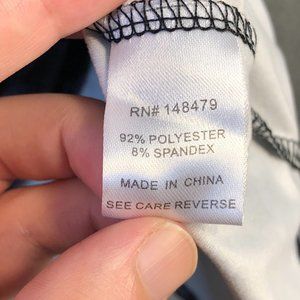 RN# 148479
92% POLYESTER
8% SPANDEX
MADE IN CHINA
SEE CARE REVERSE